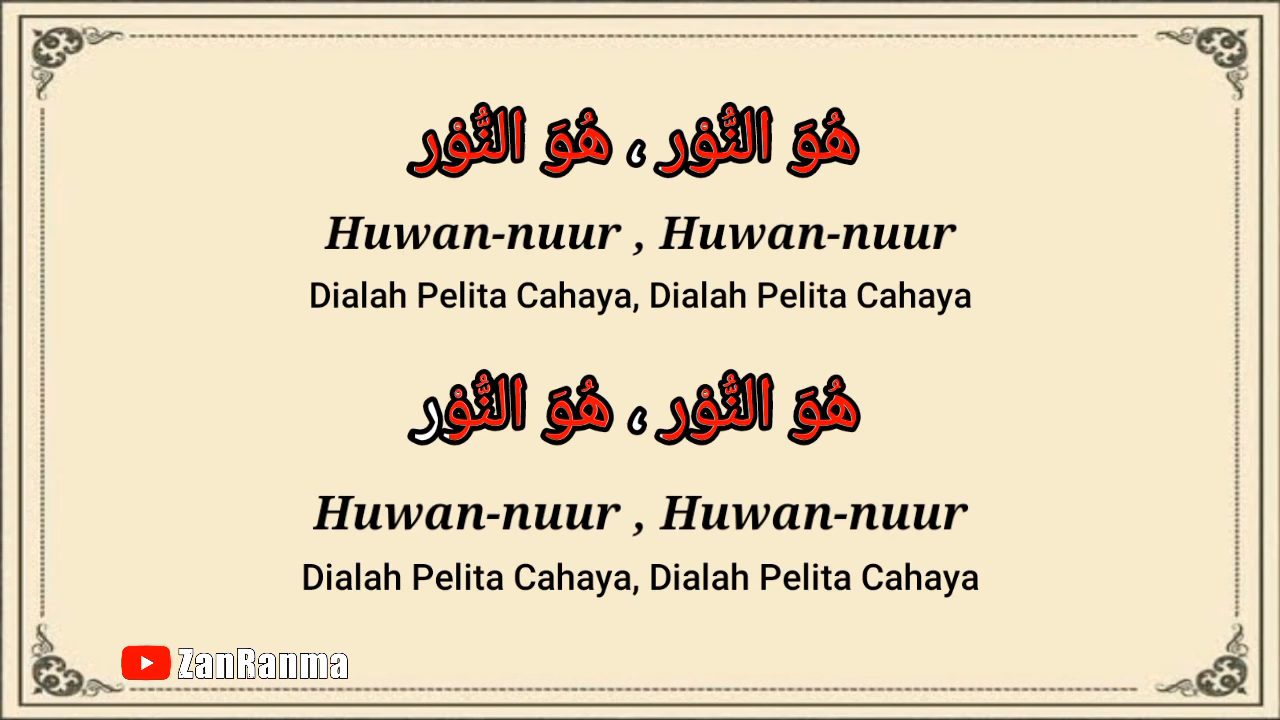 هُوَ النُّوْر ، هُوَ النُّوْر
Huwan-nuur , Huwan-nuur
Dialah Pelita Cahaya, Dialah Pelita Cahaya
هُوَ النُّوْر ، هُوَ النُّوْر
Huwan-nuur , Huwan-nuur
Dialah Pelita Cahaya, Dialah Pelita Cahaya
ZanRanma